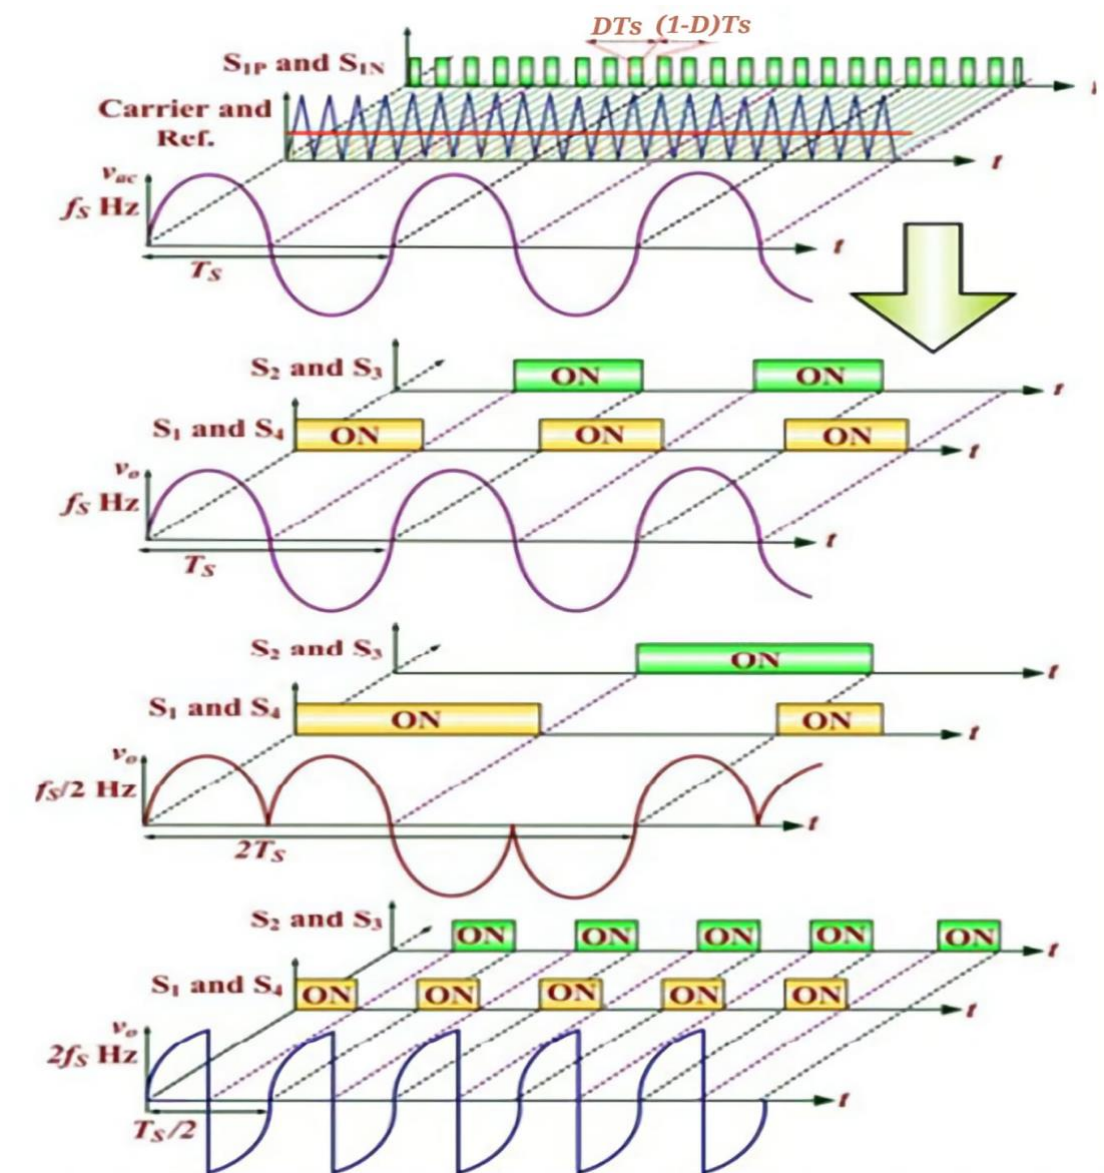 DTs (1-D)Ts
S1P and S1N
Carrier and
Ref.
t
vac
fS Hz
t
TS
S2 and S3
ON ON
t
S1 and S4
ON ON ON
t
vo
fS Hz
t
TS
S2 and S3
ON
t
S1 and S4
ON ON
t
vo
fS/2 Hz
t
2TS
S2 and S3
ON ON ON ON ON
t
S1 and S4
ON ON ON ON ON
t
vo
2fS Hz
t
TS/2